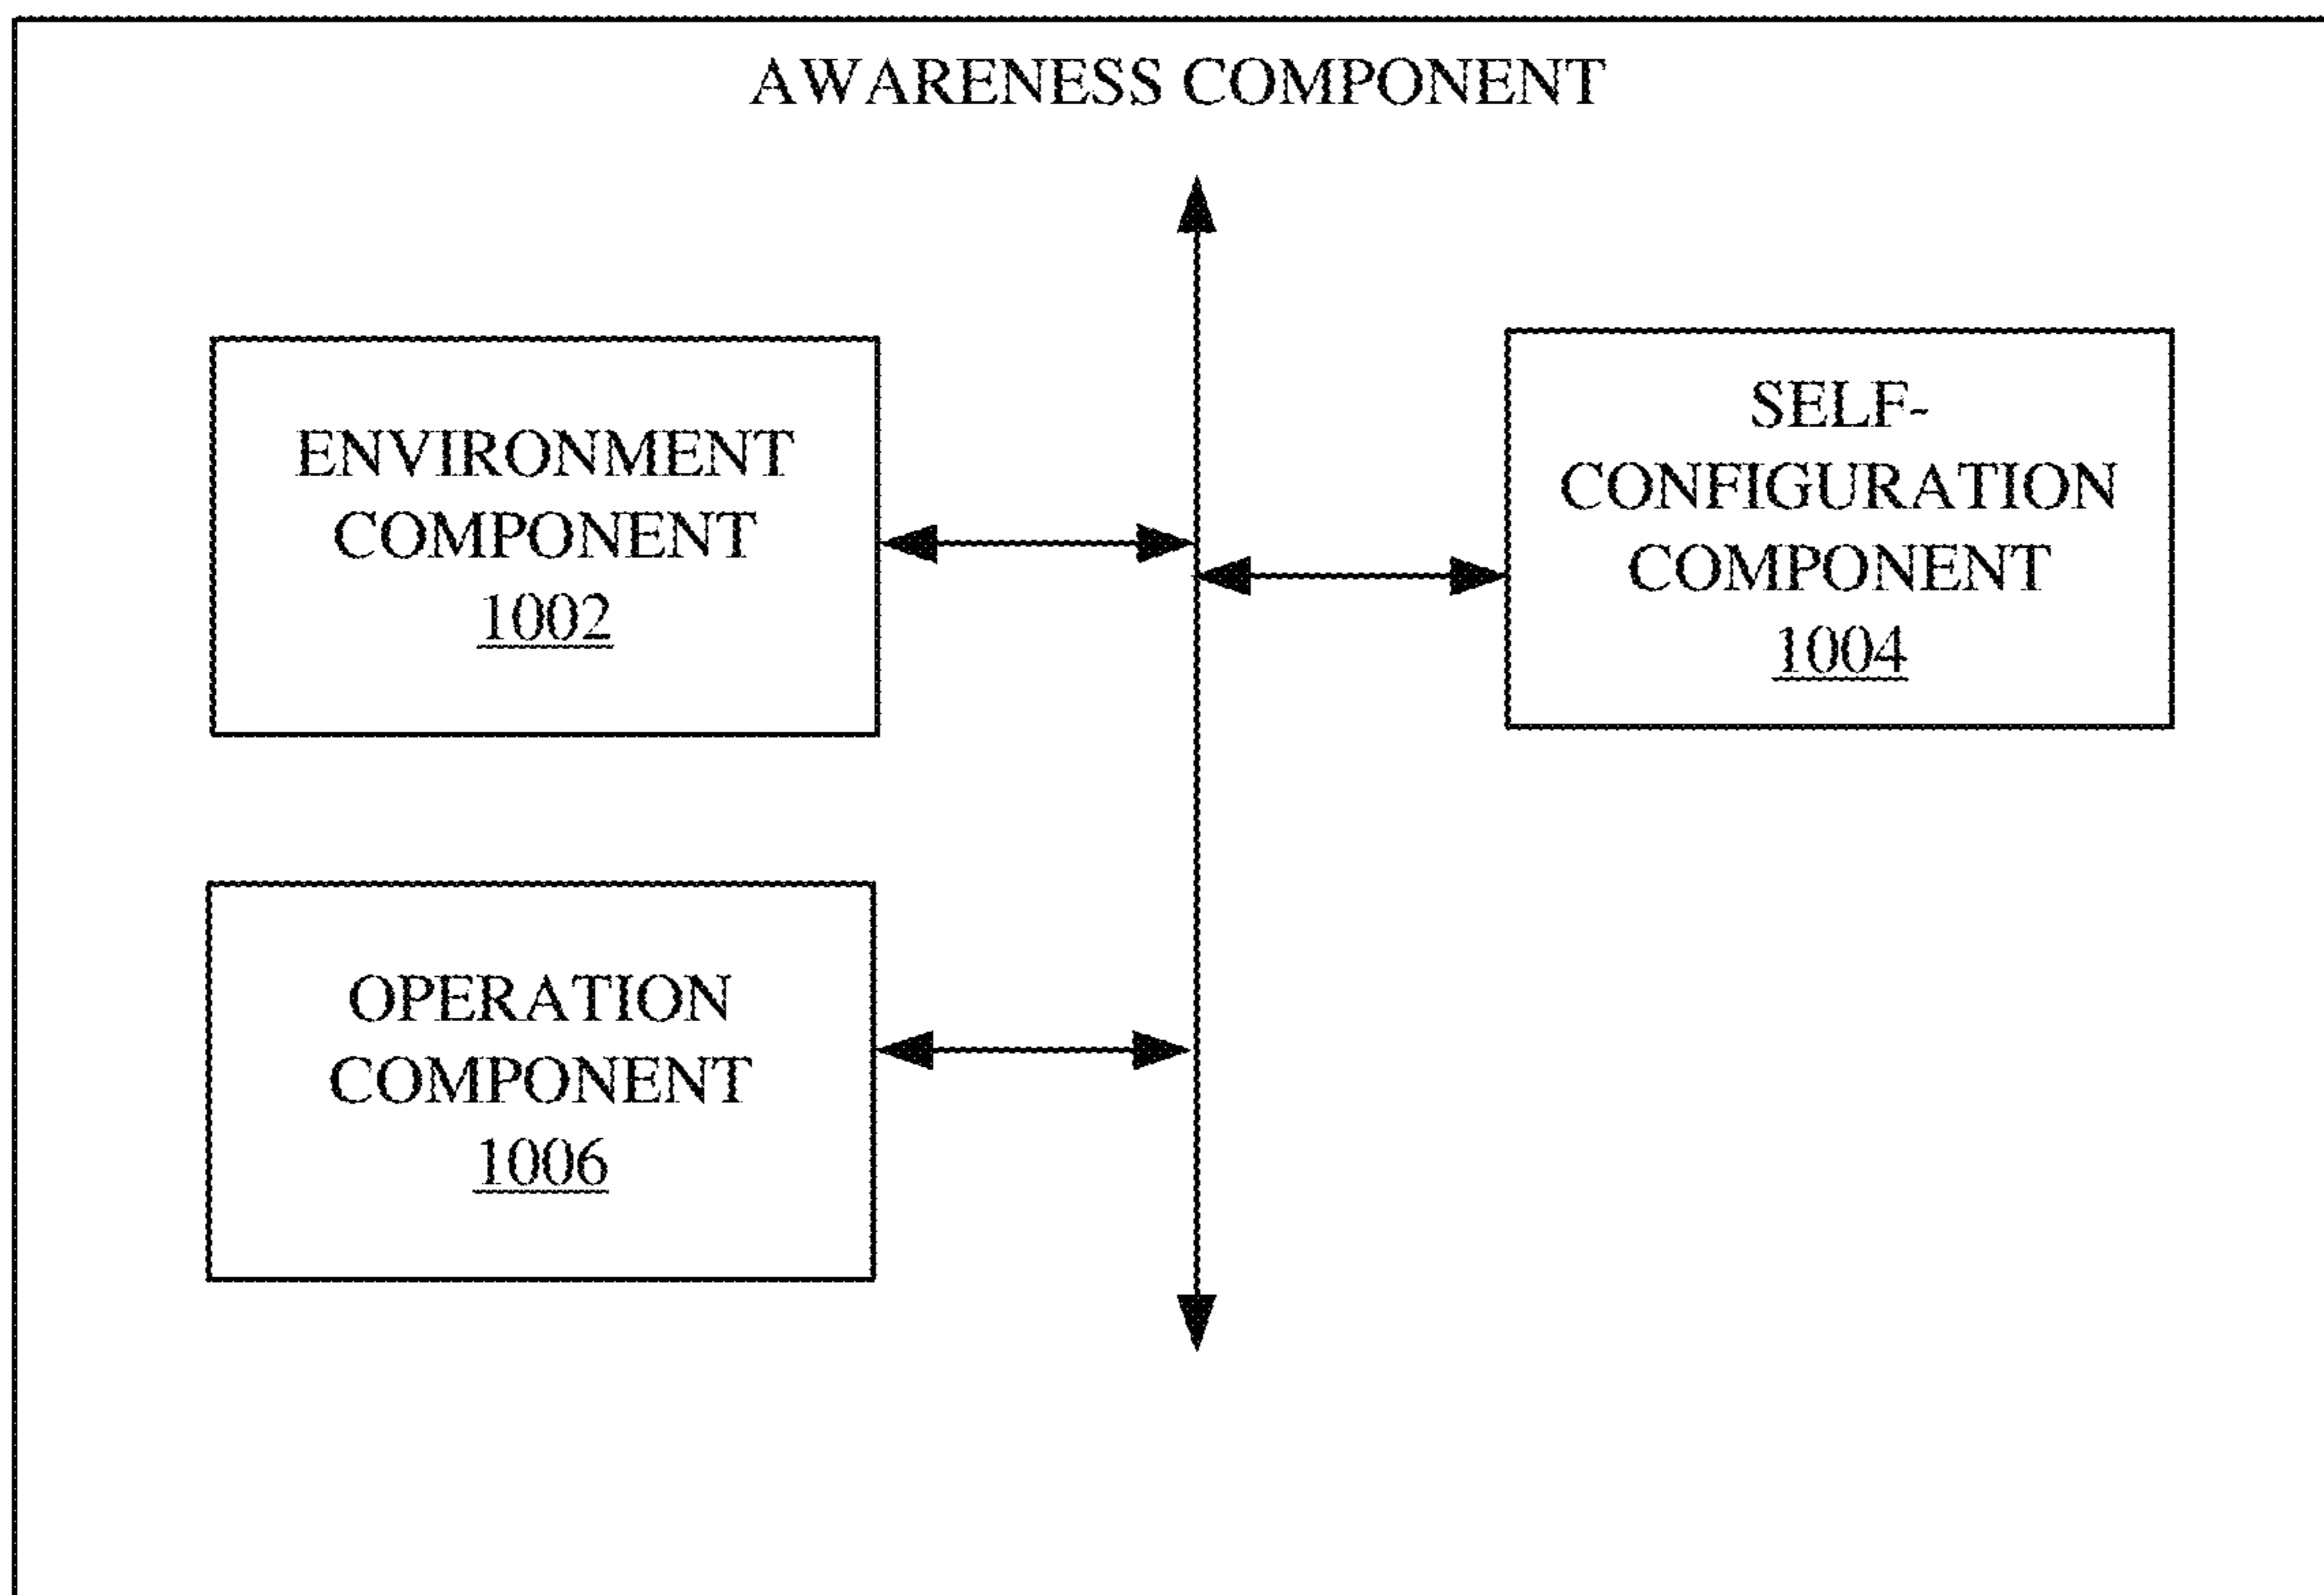 AWARENESS COMPONENT
ENVIRONMENT
COMPONENT
1002
SELF-
CONFIGURATION
COMPONENT
1004
OPERATION
COMPONENT
1006